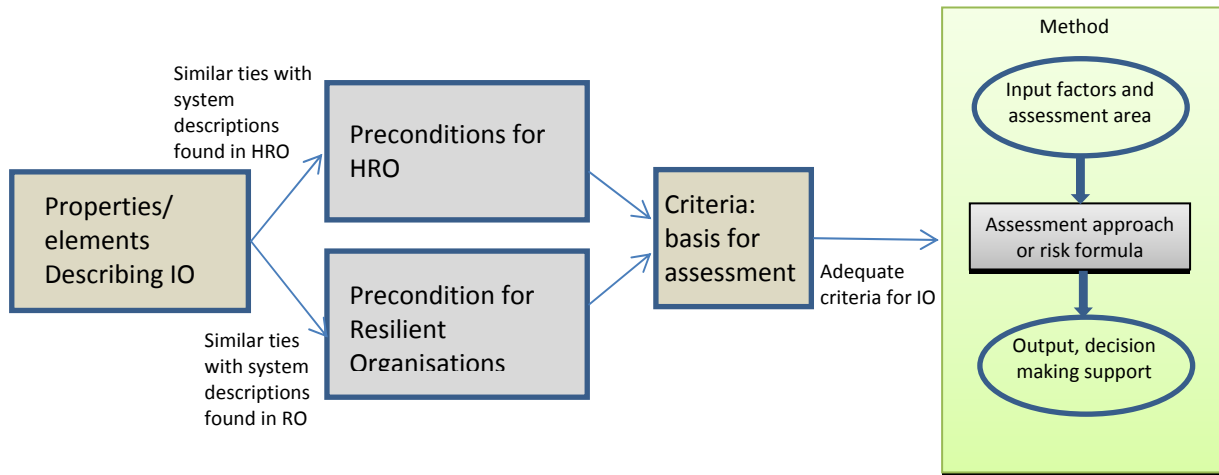 Properties/
elements
Describing IO
Similar ties with
system
descriptions
found in HRO
Similar ties
with system
descriptions
found in RO
Preconditions for
HRO
Precondition for
Resilient
Organisations
Criteria:
basis for
assessment
Adequate
criteria for IO
Method
Input factors and
assessment area
Assessment approach
or risk formula
Output, decision
making support